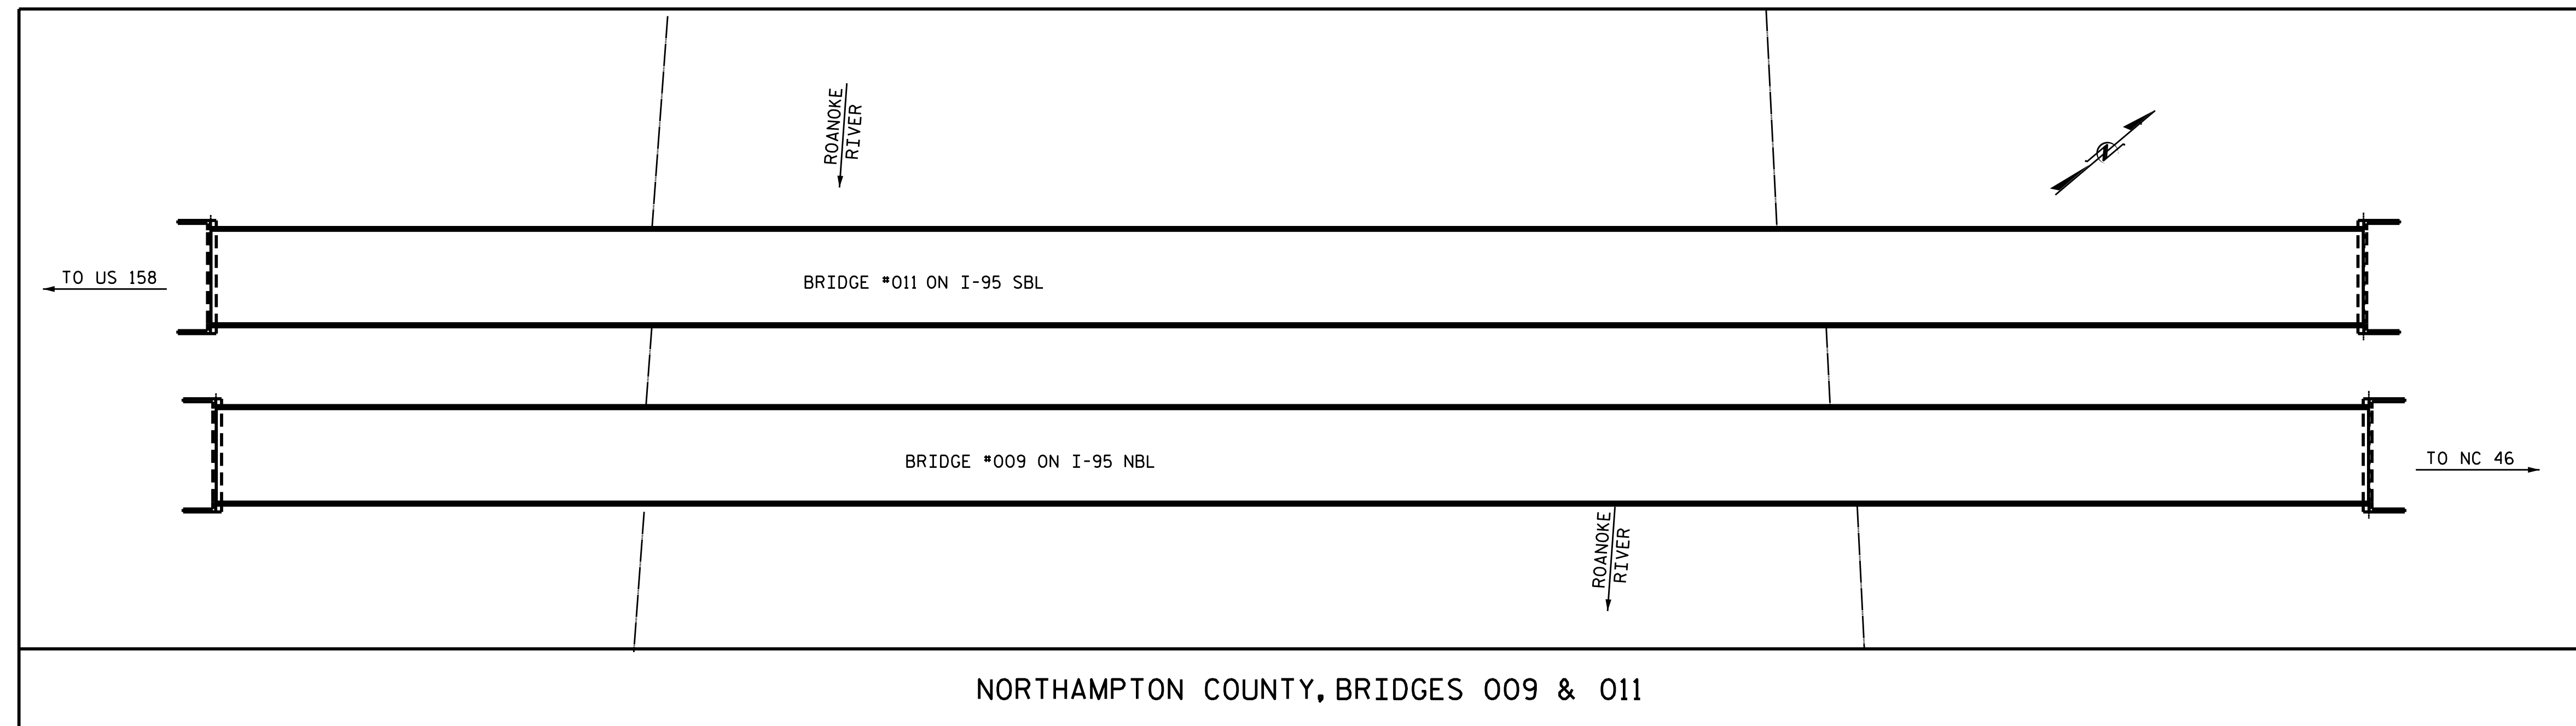 ROANOKE
RIVER
N
TO US 158
BRIDGE #011 ON I-95 SBL
BRIDGE #009 ON I-95 NBL
TO NC 46
ROANOKE
RIVER
NORTHAMPTON COUNTY, BRIDGES 009 & 011